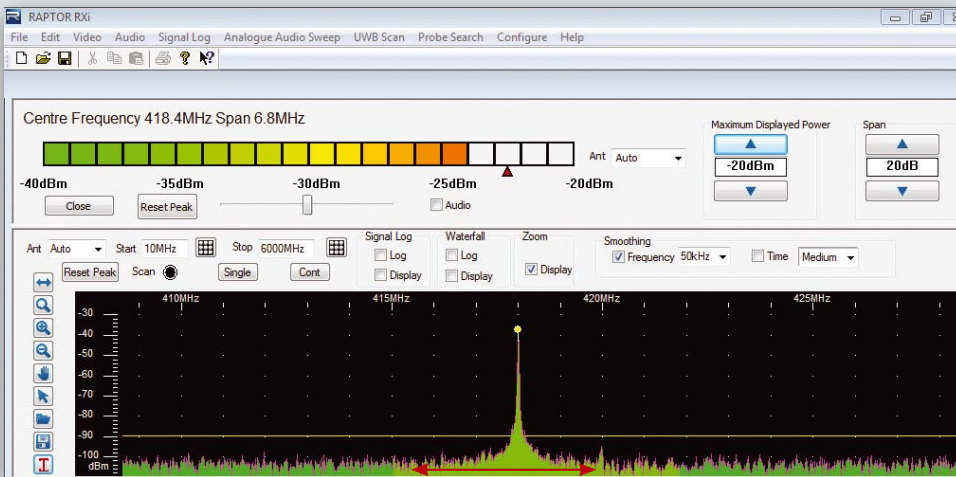 RAPTOR RXi
File Edit Video Audio Signal Log Analogue Audio Sweep UWB Scan Probe Search Configure Help
Centre Frequency 418.4MHz Span 6.8MHz
Maximum Displayed Power Span
Ant Auto
-20dBm 20dB
-40dBm -35dBm -30dBm -25dBm -20dBm
Close Reset Peak Audio
Signal Log Waterfall Zoom Smoothing
Ant Auto Start 10MHz Stop 6000MHz Log Log Display Frequency 50kHz Time Medium
Reset Peak Scan Single Cont Display Display
410MHz 415MHz 420MHz 425MHz
-30
-40
-50
-60
-70
-80
-90
-100
dBm